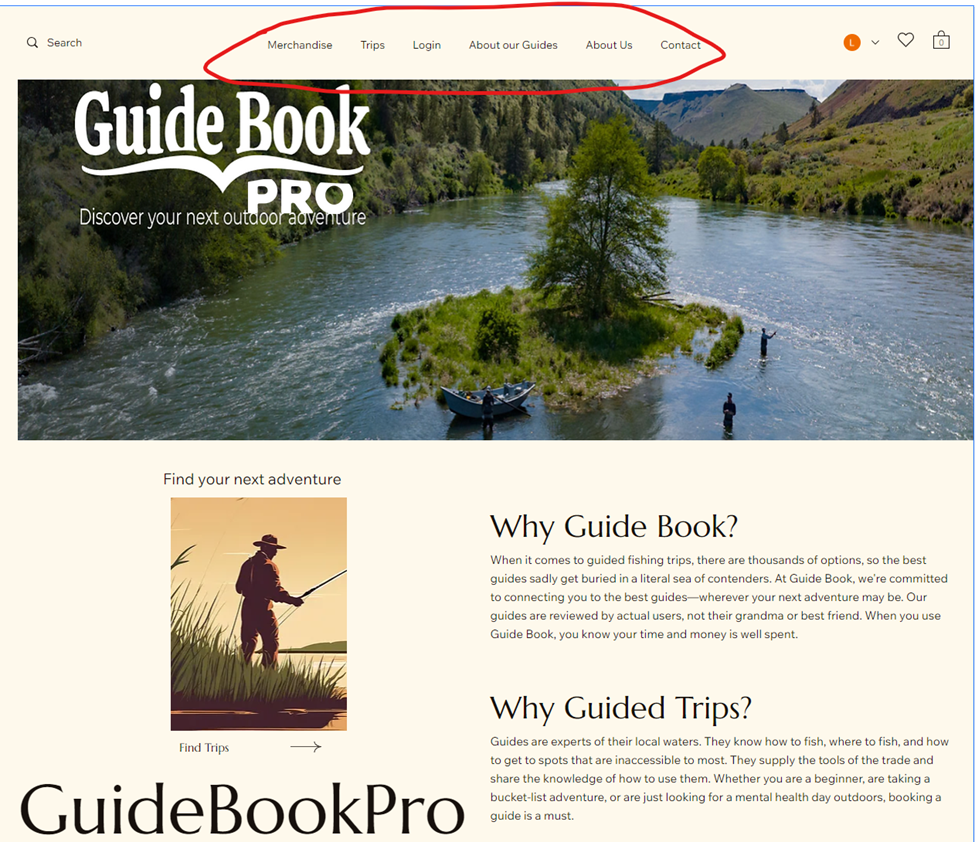 Search
Merchandise Trips Login About our Guides About Us Contact
L
0
Guide Book
PRO
Discover your next outdoor adventure
Find your next adventure
Find Trips
GuideBookPro
Why Guide Book?
When it comes to guided fishing trips, there are thousands of options, so the best
guides sadly get buried in a literal sea of contenders. At Guide Book, we're committed
to connecting you to the best guides—wherever your next adventure may be. Our
guides are reviewed by actual users, not their grandma or best friend. When you use
Guide Book, you know your time and money is well spent.
Why Guided Trips?
Guides are experts of their local waters. They know how to fish, where to fish, and how
to get to spots that are inaccessible to most. They supply the tools of the trade and
share the knowledge of how to use them. Whether you are a beginner, are taking a
bucket-list adventure, or are just looking for a mental health day outdoors, booking a
guide is a must.